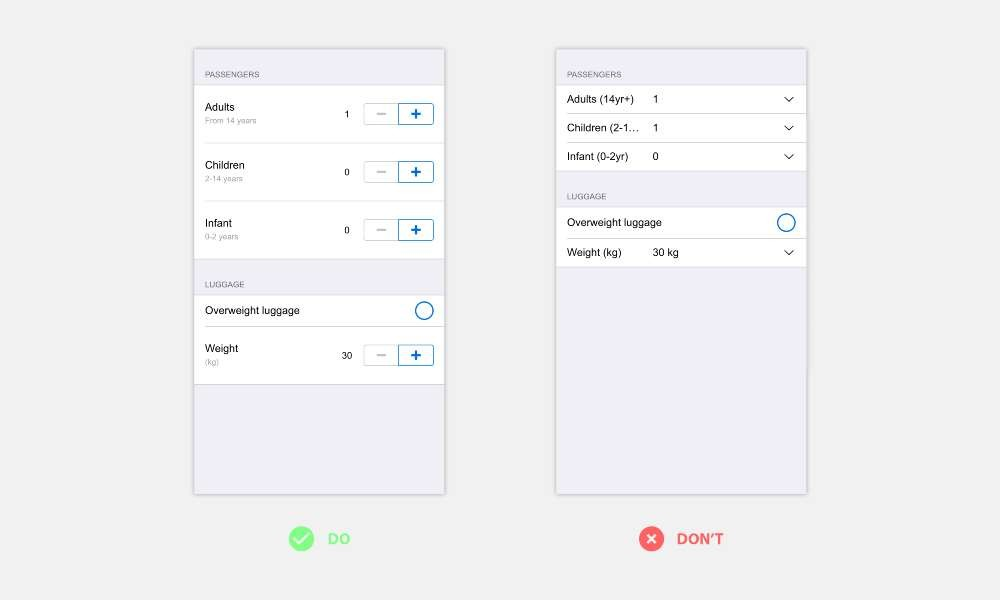 PASSENGERS
Adults
From 14 years
1
Children
2-14 years
0
Infant
0-2 years
0
LUGGAGE
Overweight luggage
Weight
(kg)
30
DO
PASSENGERS
Adults (14yr+) 1
Children (2-1... 1
Infant (0-2yr) 0
LUGGAGE
Overweight luggage
Weight (kg) 30 kg
DON'T